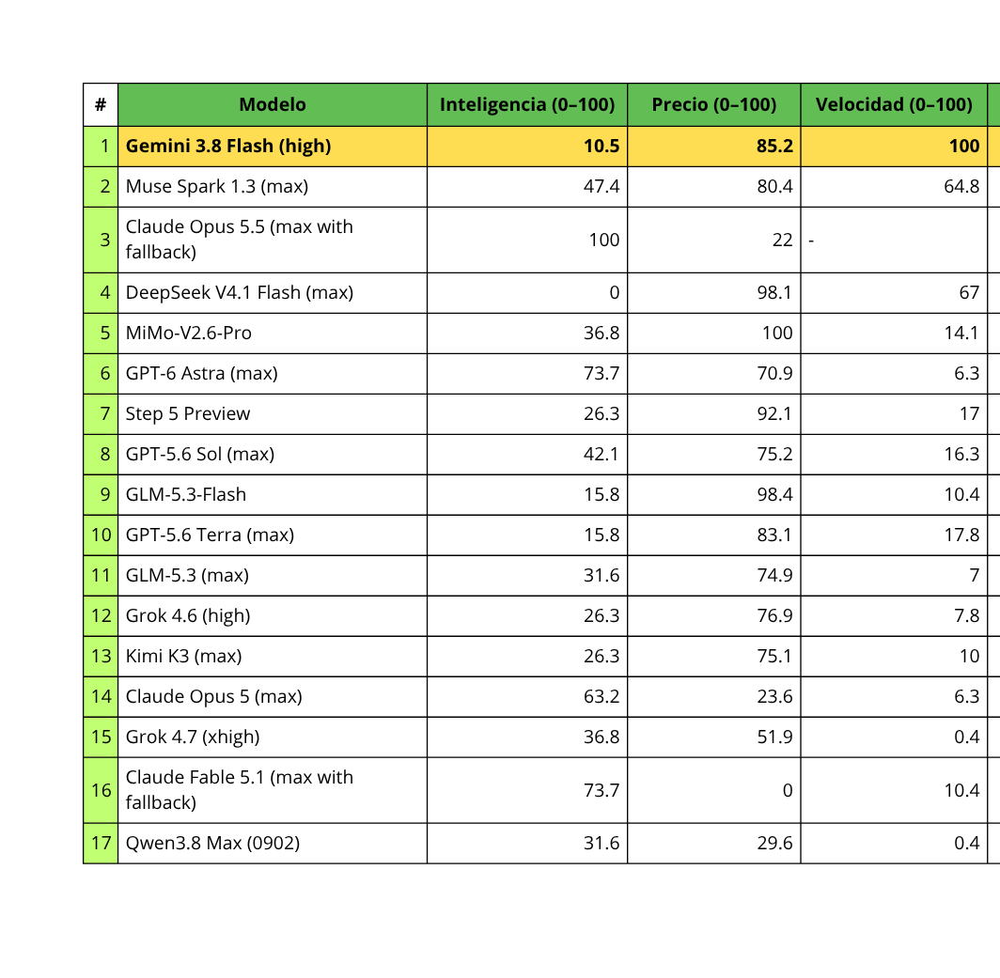 # Modelo Inteligencia (0–100) Precio (0–100) Velocidad (0–100)
1 Gemini 3.8 Flash (high) 10.5 85.2 100
2 Muse Spark 1.3 (max) 47.4 80.4 64.8
3 Claude Opus 5.5 (max with
fallback) 100 22 -
4 DeepSeek V4.1 Flash (max) 0 98.1 67
5 MiMo-V2.6-Pro 36.8 100 14.1
6 GPT-6 Astra (max) 73.7 70.9 6.3
7 Step 5 Preview 26.3 92.1 17
8 GPT-5.6 Sol (max) 42.1 75.2 16.3
9 GLM-5.3-Flash 15.8 98.4 10.4
10 GPT-5.6 Terra (max) 15.8 83.1 17.8
11 GLM-5.3 (max) 31.6 74.9 7
12 Grok 4.6 (high) 26.3 76.9 7.8
13 Kimi K3 (max) 26.3 75.1 10
14 Claude Opus 5 (max) 63.2 23.6 6.3
15 Grok 4.7 (xhigh) 36.8 51.9 0.4
16 Claude Fable 5.1 (max with
fallback) 73.7 0 10.4
17 Qwen3.8 Max (0902) 31.6 29.6 0.4